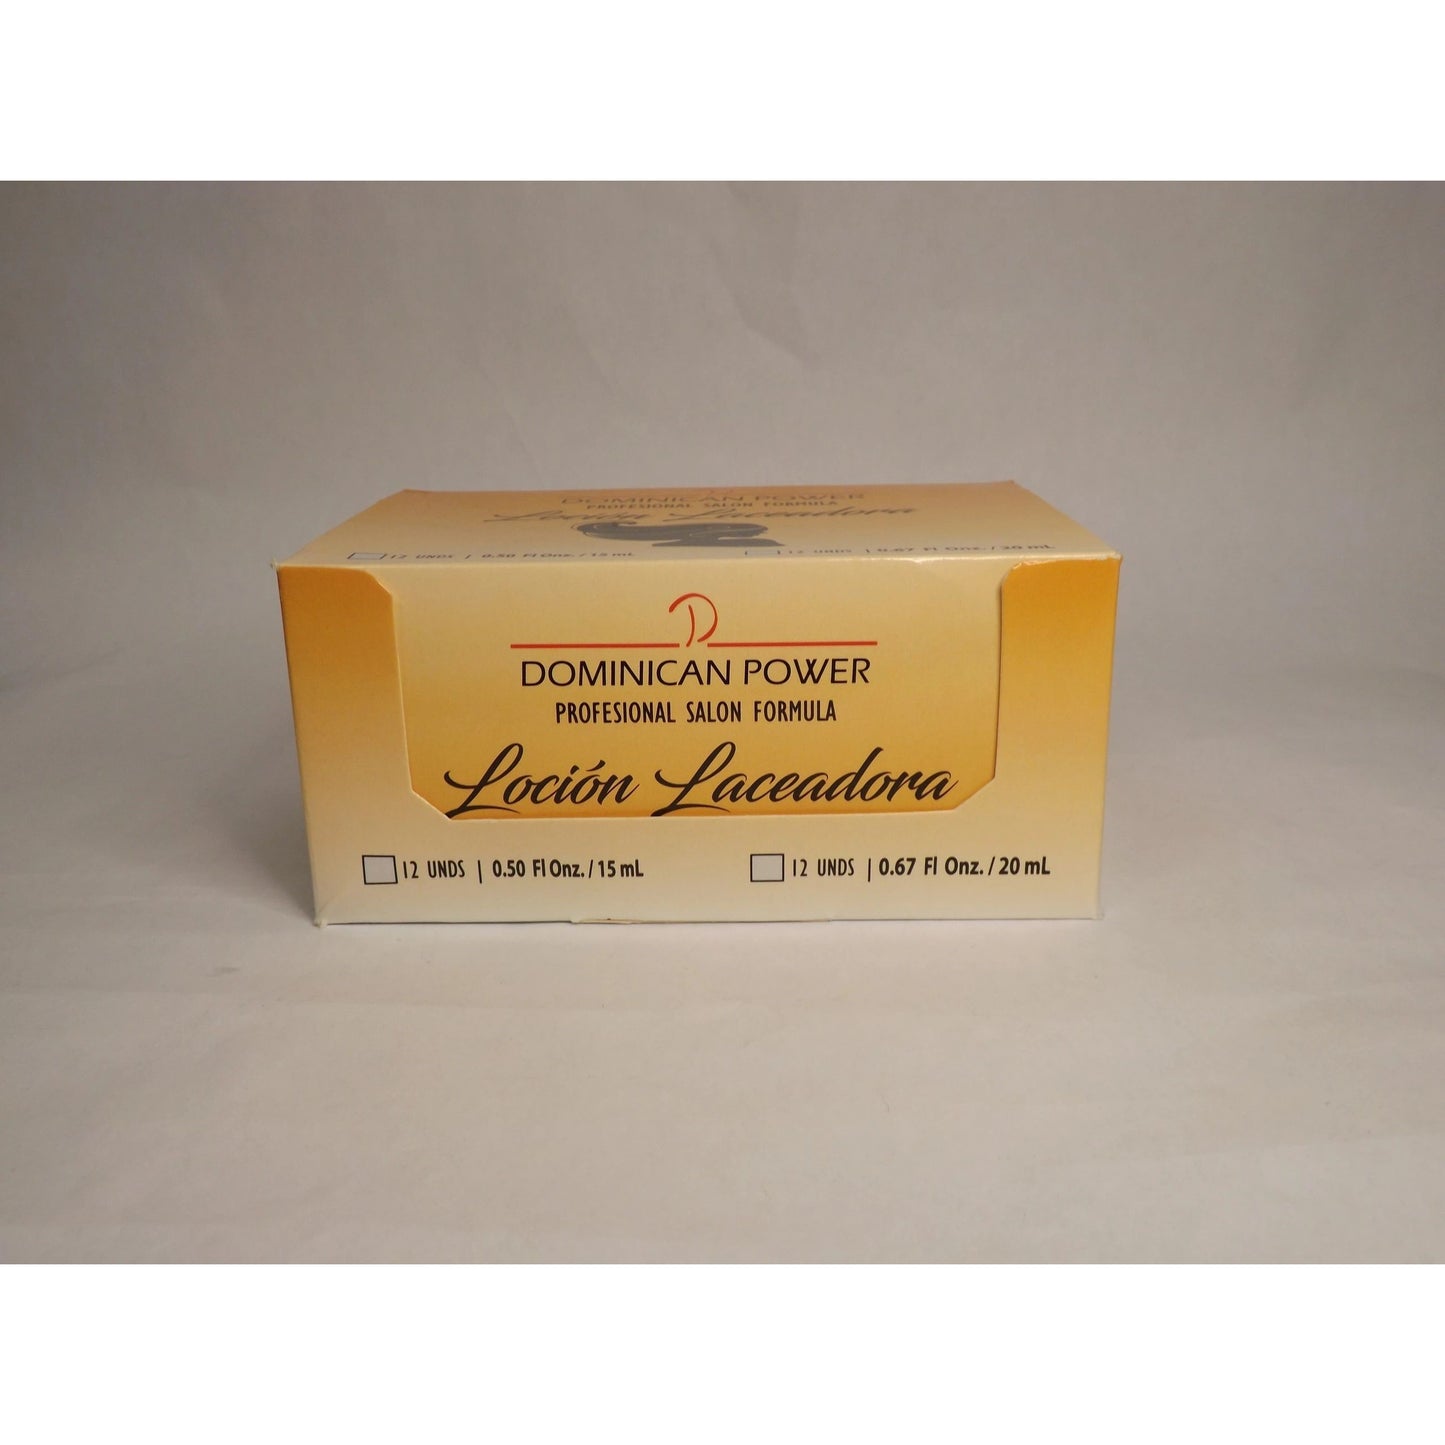 DOMINICAN POWER
PROFESIONAL SALON FORMULA
Loción Laceadora
12 UNDS | 0.50 Fl Onz. / 15 mL
12 UNDS | 0.67 Fl Onz. / 20 mL
D
DOMINICAN POWER
PROFESIONAL SALON FORMULA
Loción Laceadora
12 UNDS | 0.50 Fl Onz. / 15 mL
12 UNDS | 0.67 Fl Onz. / 20 mL